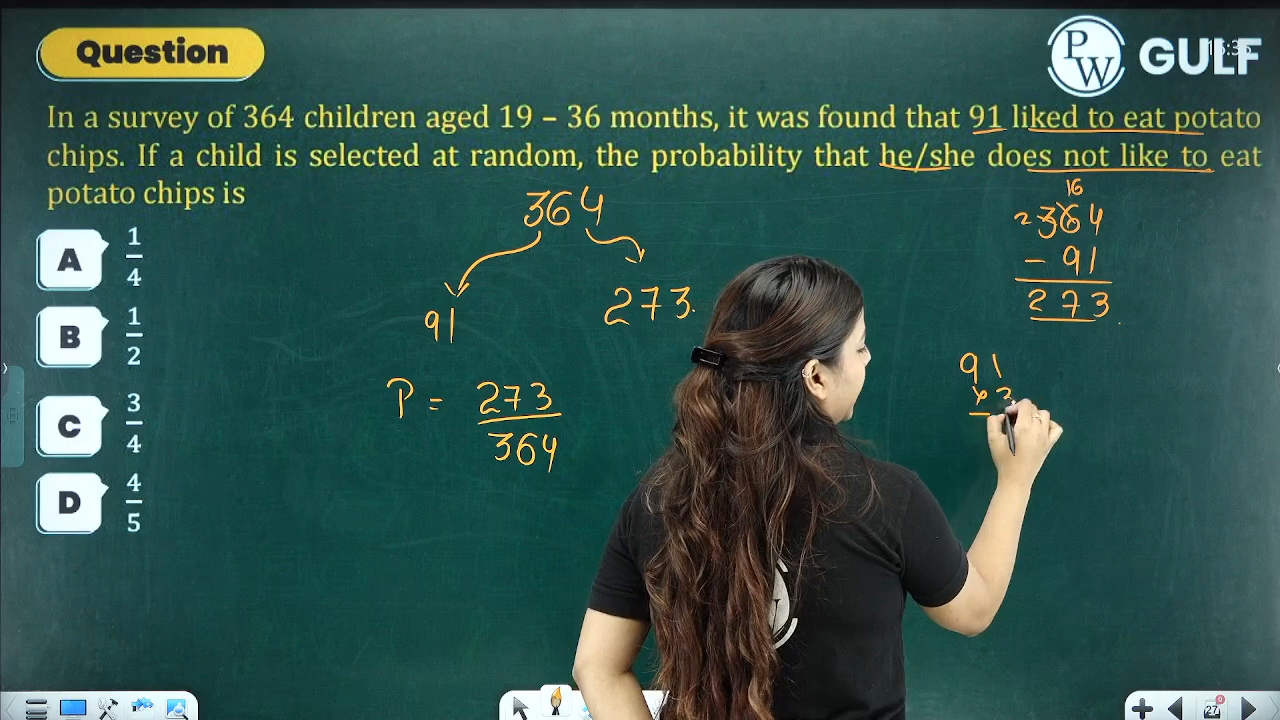 Question
PW GULF
In a survey of 364 children aged 19 – 36 months, it was found that 91 liked to eat potato
chips. If a child is selected at random, the probability that he/she does not like to eat
potato chips is
A 1/4
B 1/2
C 3/4
D 4/5
364
91 273.
P = 273/364
16
2 364
- 91
273
91
27